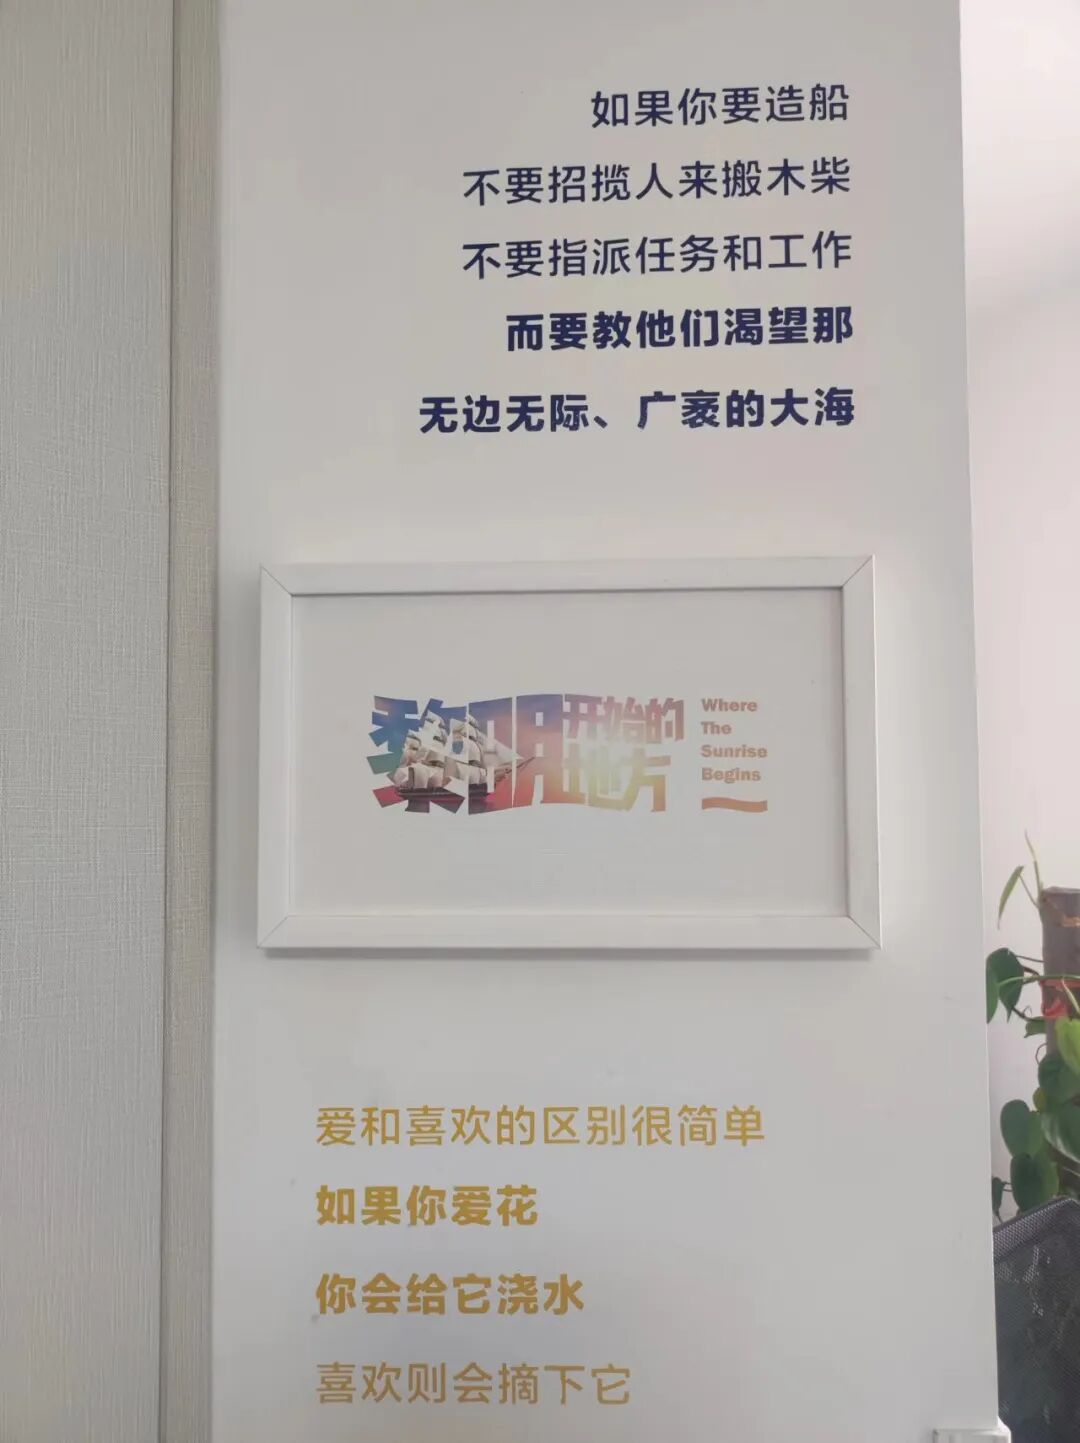 如果你要造船
不要招揽人来搬木柴
不要指派任务和工作
而要教他们渴望那
无边无际、广袤的大海
黎明开始的地方
Where
The
Sunrise
Begins
爱和喜欢的区别很简单
如果你爱花
你会给它浇水
喜欢则会摘下它